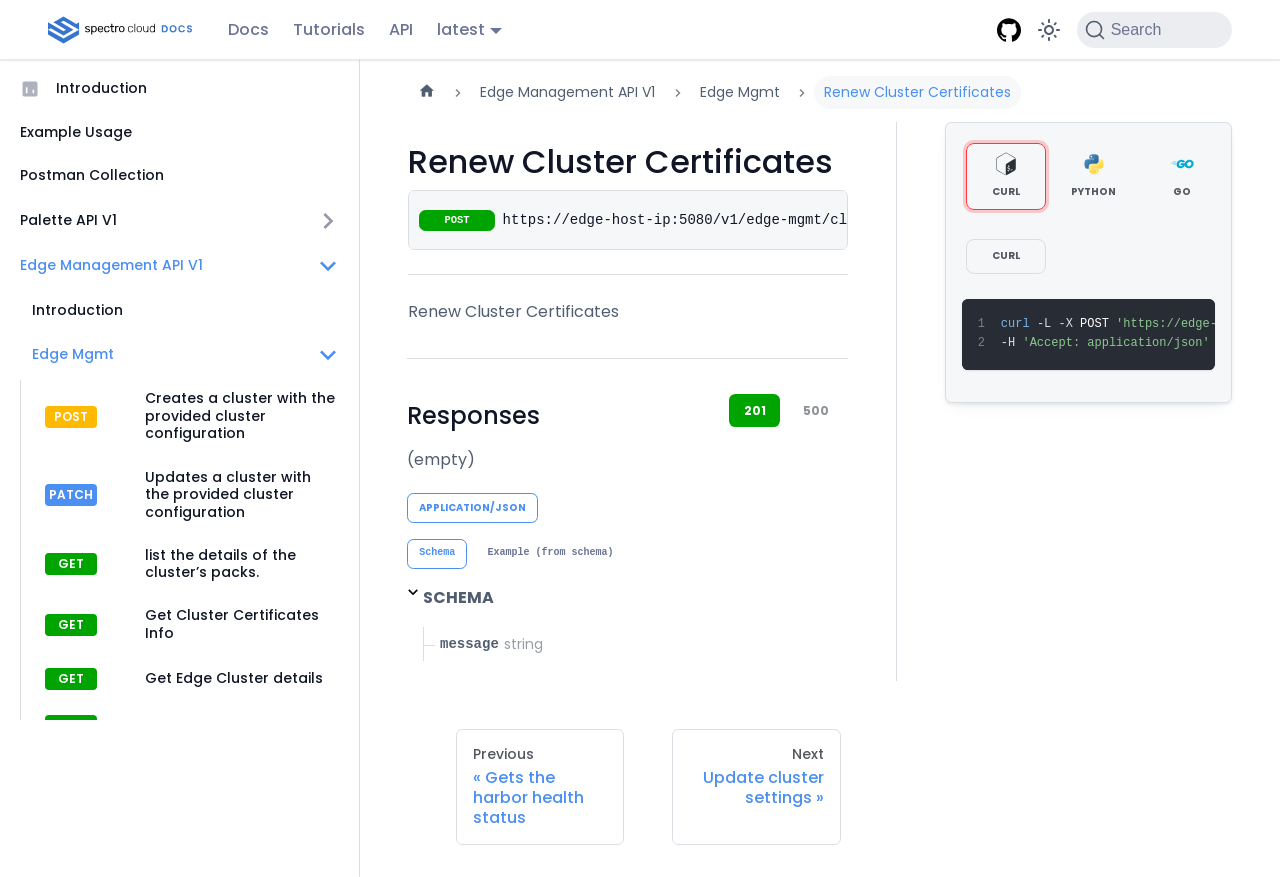 spectro cloud DOCS
Docs
Tutorials
API
latest
Search
Introduction
Example Usage
Postman Collection
Palette API V1
Edge Management API V1
Introduction
Edge Mgmt
POST
Creates a cluster with the
provided cluster
configuration
PATCH
Updates a cluster with
the provided cluster
configuration
GET
list the details of the
cluster’s packs.
GET
Get Cluster Certificates
Info
GET
Get Edge Cluster details
Edge Management API V1
Edge Mgmt
Renew Cluster Certificates
Renew Cluster Certificates
POST
https://edge-host-ip:5080/v1/edge-mgmt/cl
Renew Cluster Certificates
Responses
201
500
(empty)
APPLICATION/JSON
Schema
Example (from schema)
SCHEMA
message string
Previous
« Gets the
harbor health
status
Next
Update cluster
settings »
CURL
PYTHON
GO
CURL
1 curl -L -X POST 'https://edge-
2 -H 'Accept: application/json'